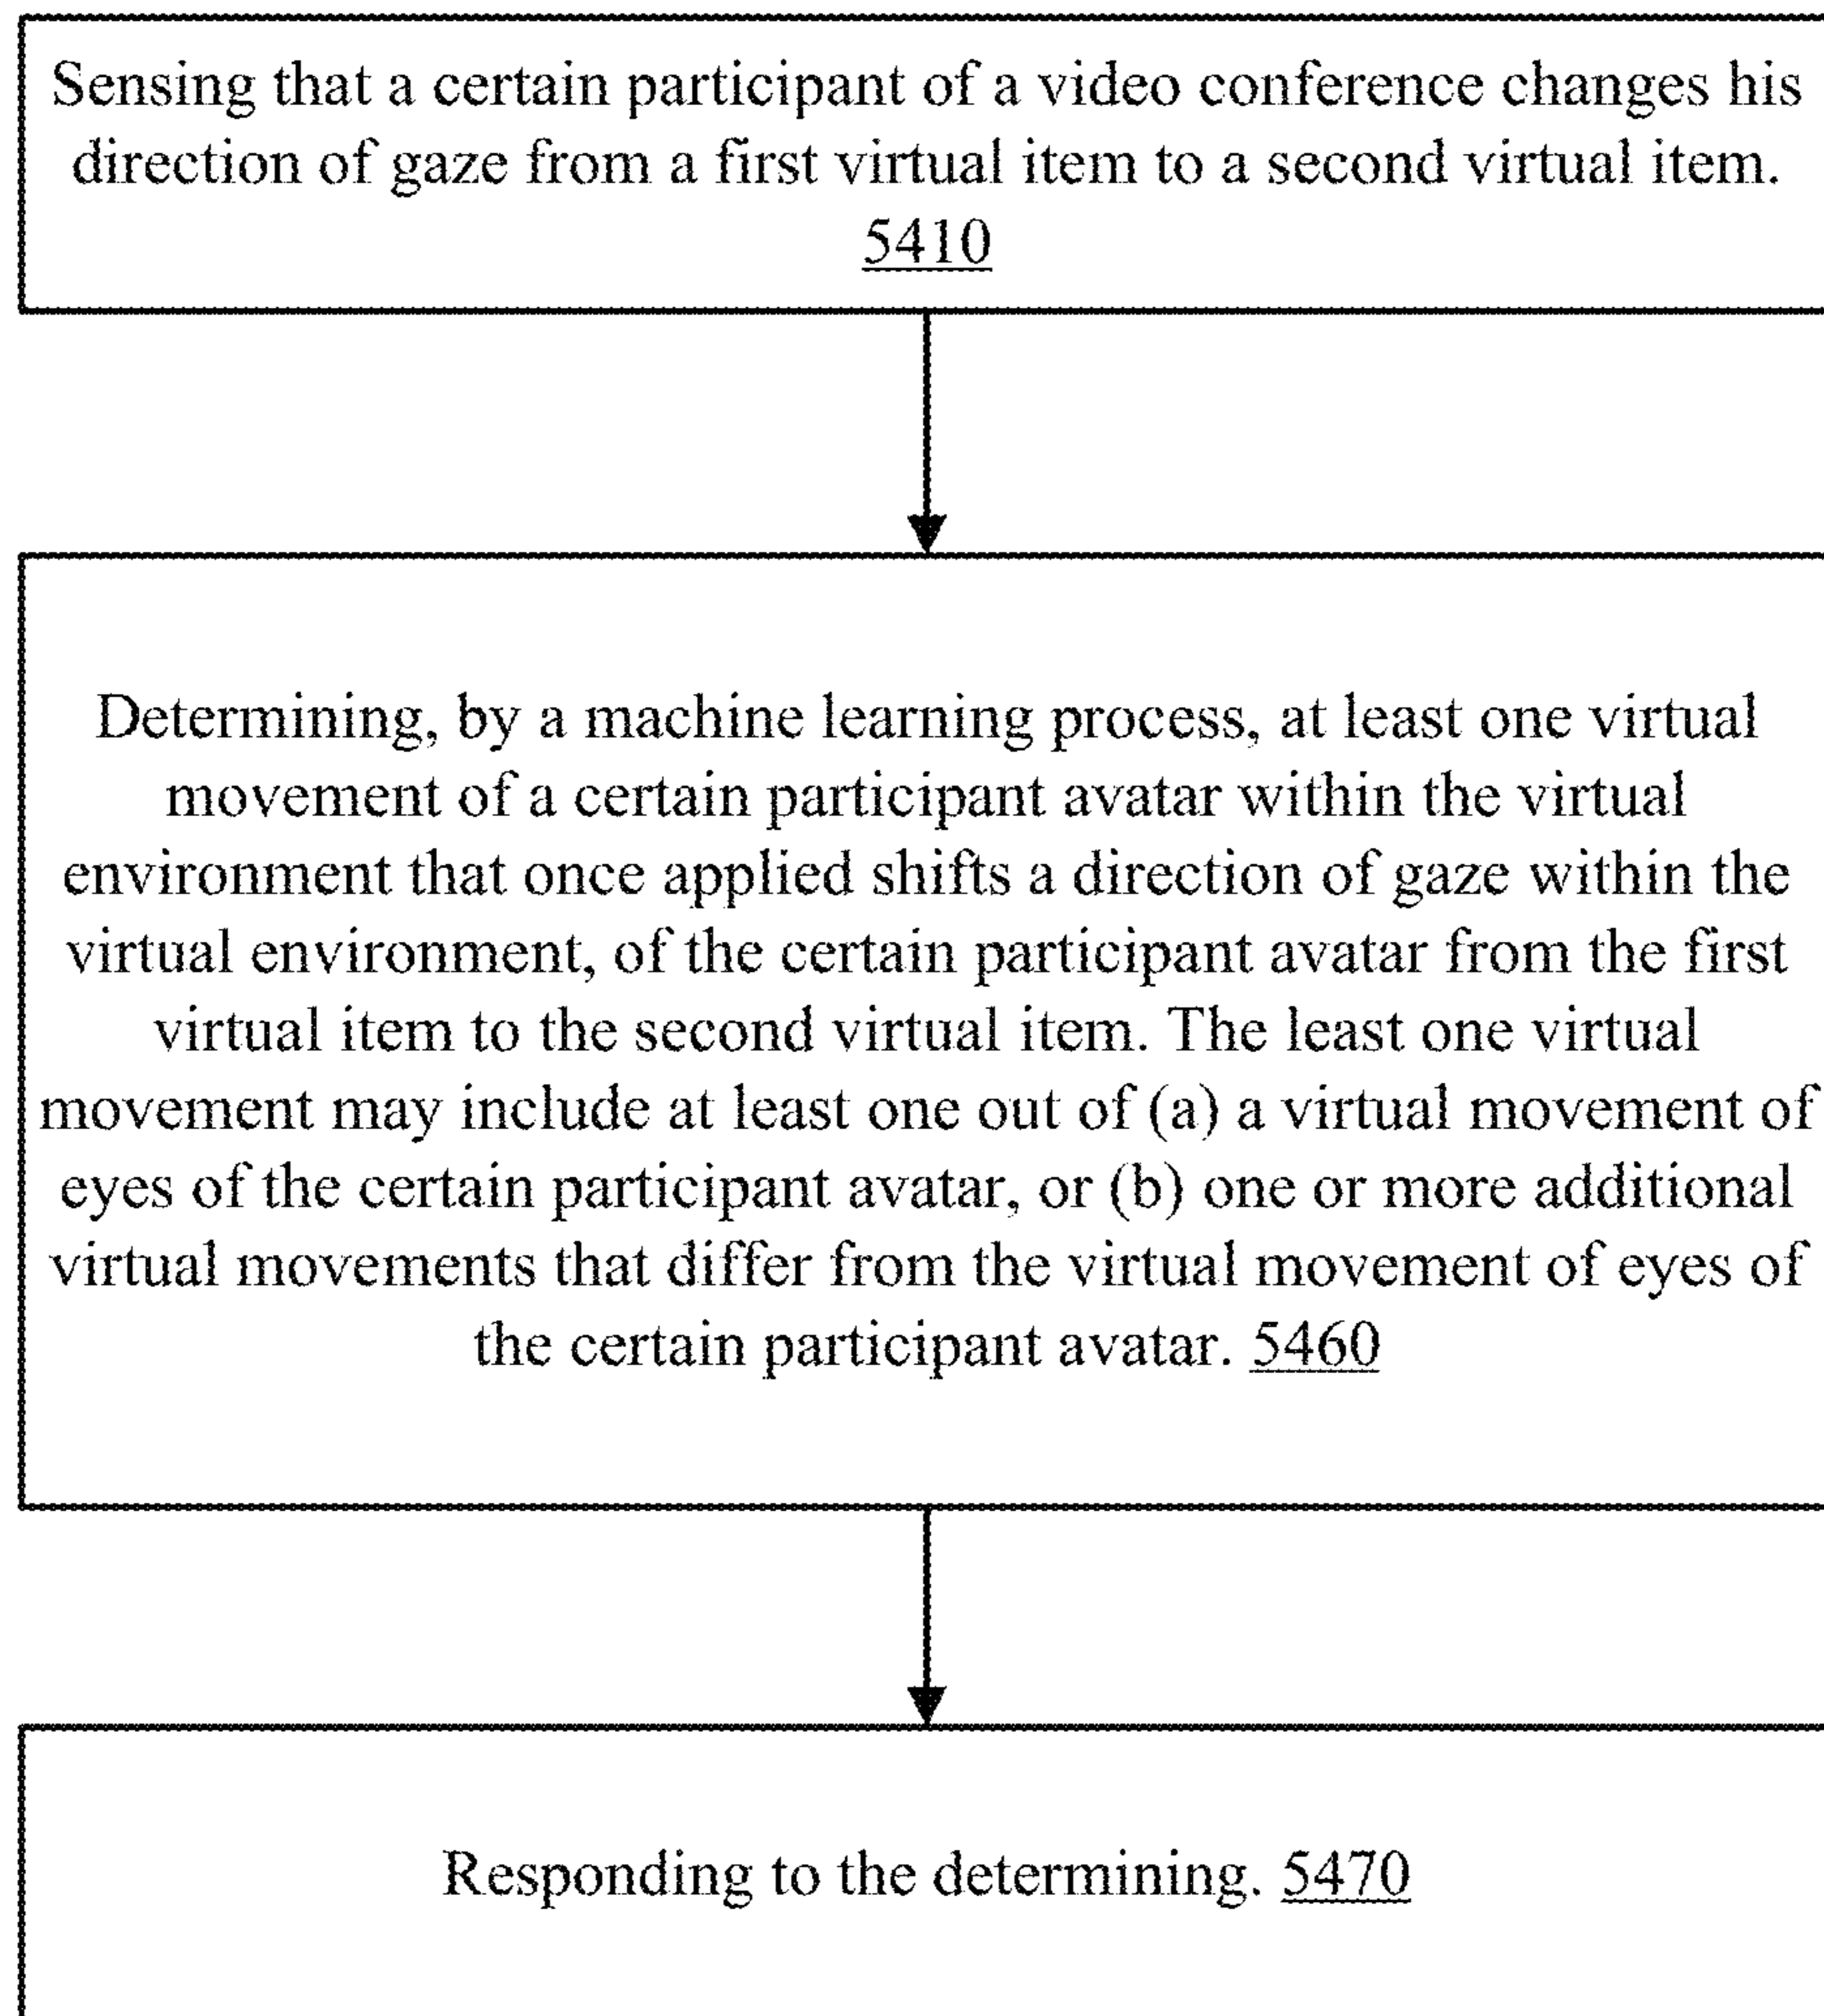 Sensing that a certain participant of a video conference changes his
direction of gaze from a first virtual item to a second virtual item.
5410
Determining, by a machine learning process, at least one virtual
movement of a certain participant avatar within the virtual
environment that once applied shifts a direction of gaze within the
virtual environment, of the certain participant avatar from the first
virtual item to the second virtual item. The least one virtual
movement may include at least one out of (a) a virtual movement of
eyes of the certain participant avatar, or (b) one or more additional
virtual movements that differ from the virtual movement of eyes of
the certain participant avatar. 5460
Responding to the determining. 5470